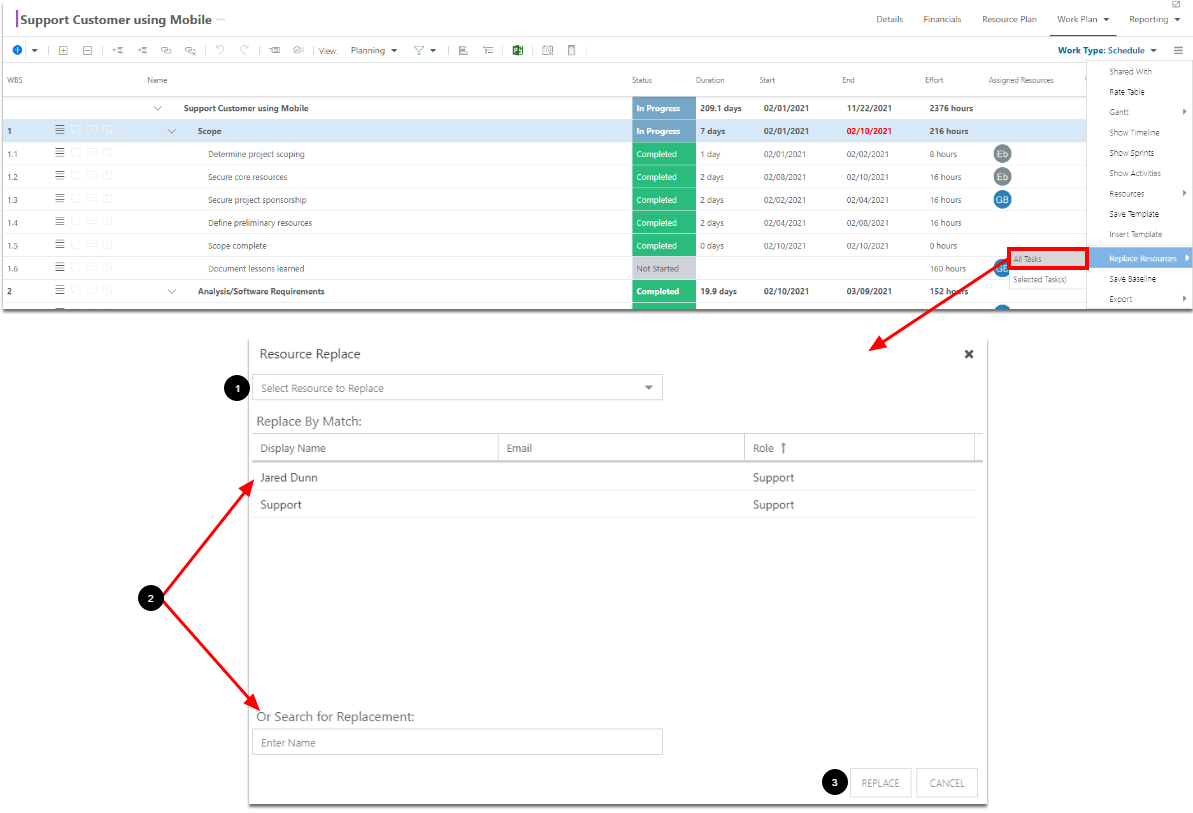 Support Customer using Mobile ···
Details Financials Resource Plan Work Plan Reporting
View: Planning Work Type: Schedule
WBS Name Status Duration Start End Effort Assigned Resources
Support Customer using Mobile In Progress 209.1 days 02/01/2021 11/22/2021 2376 hours
1 Scope In Progress 7 days 02/01/2021 02/10/2021 216 hours
1.1 Determine project scoping Completed 1 day 02/01/2021 02/02/2021 8 hours Eb
1.2 Secure core resources Completed 2 days 02/08/2021 02/10/2021 16 hours Eb
1.3 Secure project sponsorship Completed 2 days 02/02/2021 02/04/2021 16 hours GB
1.4 Define preliminary resources Completed 2 days 02/04/2021 02/08/2021 16 hours
1.5 Scope complete Completed 0 days 02/10/2021 02/10/2021 0 hours
1.6 Document lessons learned Not Started 160 hours GB
2 Analysis/Software Requirements Completed 19.9 days 02/10/2021 03/09/2021 152 hours
Shared With
Rate Table
Gantt
Show Timeline
Show Sprints
Show Activities
Resources
Save Template
Insert Template
Replace Resources
Save Baseline
Export
All Tasks
Selected Task(s)
Resource Replace
1 Select Resource to Replace
Replace By Match:
Display Name Email Role
Jared Dunn Support
Support Support
2
Or Search for Replacement:
Enter Name
3 REPLACE CANCEL